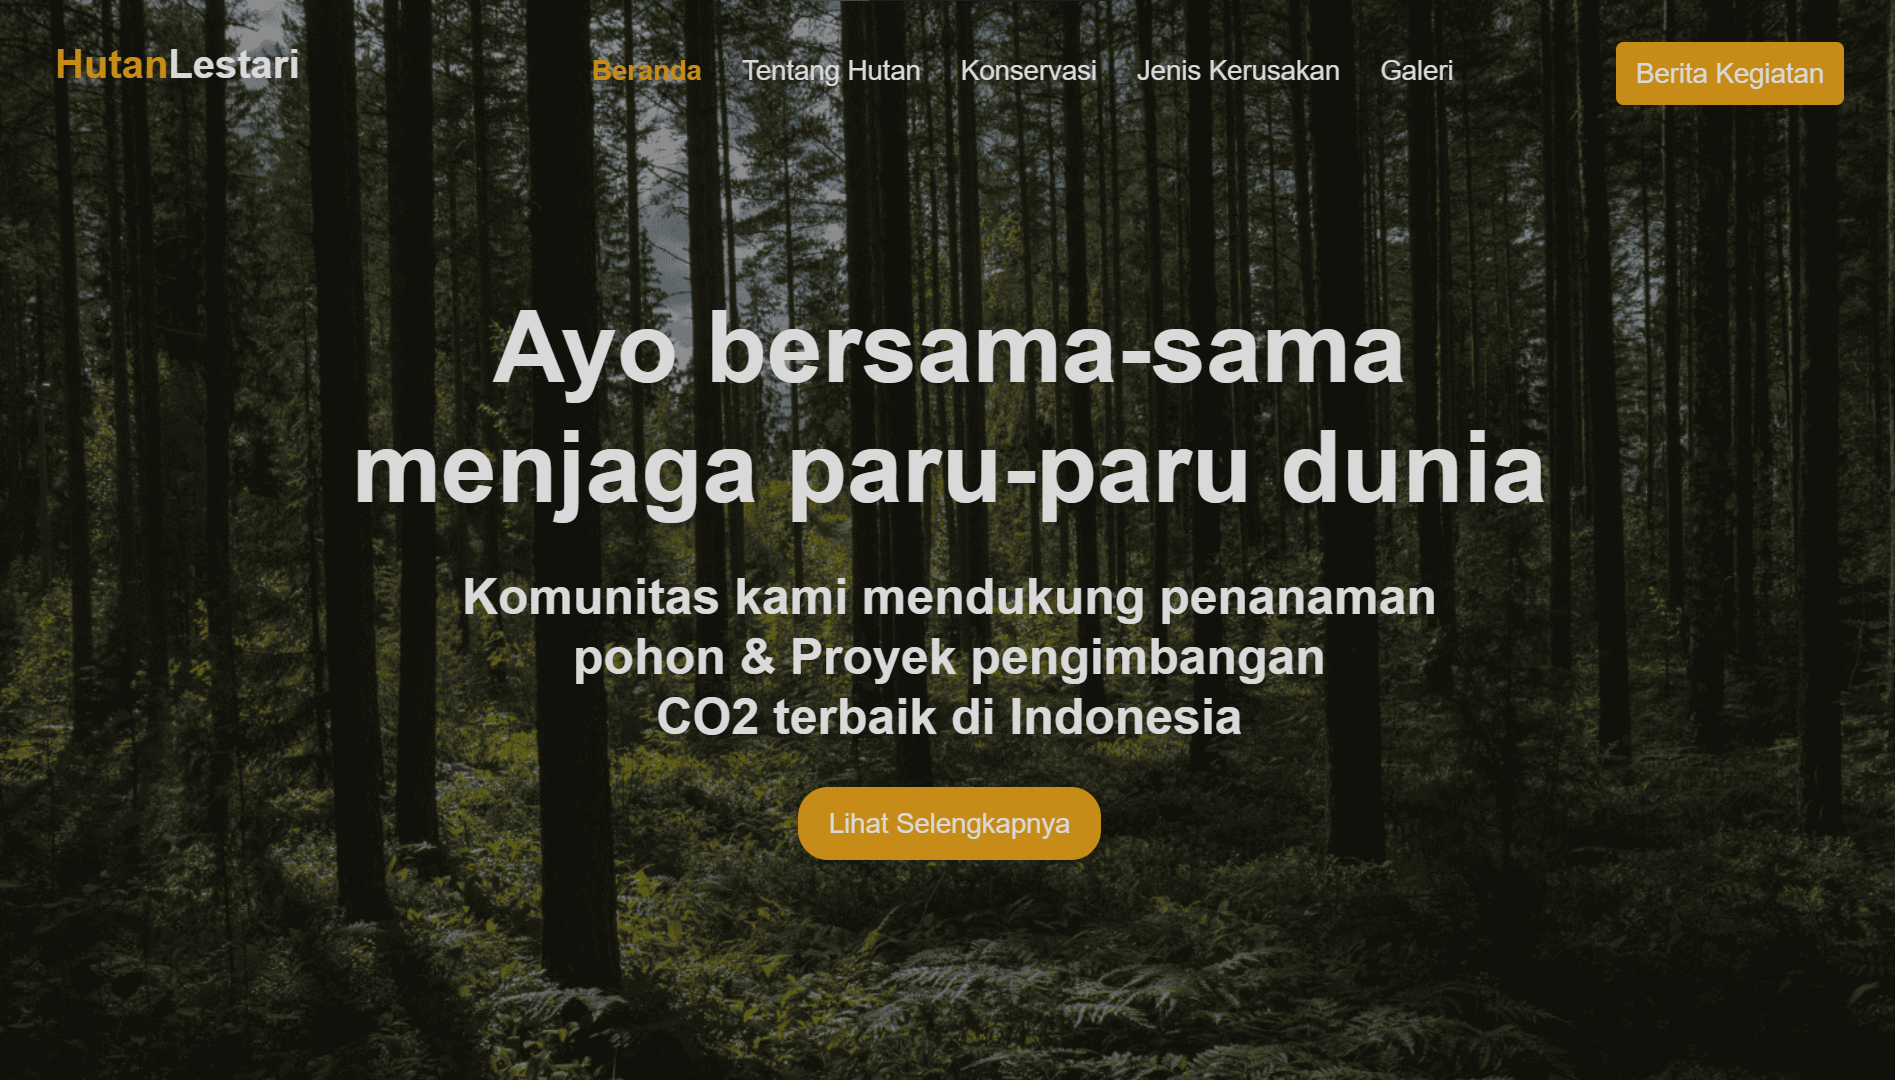 HutanLestari
Beranda Tentang Hutan Konservasi Jenis Kerusakan Galeri
Berita Kegiatan
Ayo bersama-sama
menjaga paru-paru dunia
Komunitas kami mendukung penanaman
pohon & Proyek pengimbangan
CO2 terbaik di Indonesia
Lihat Selengkapnya